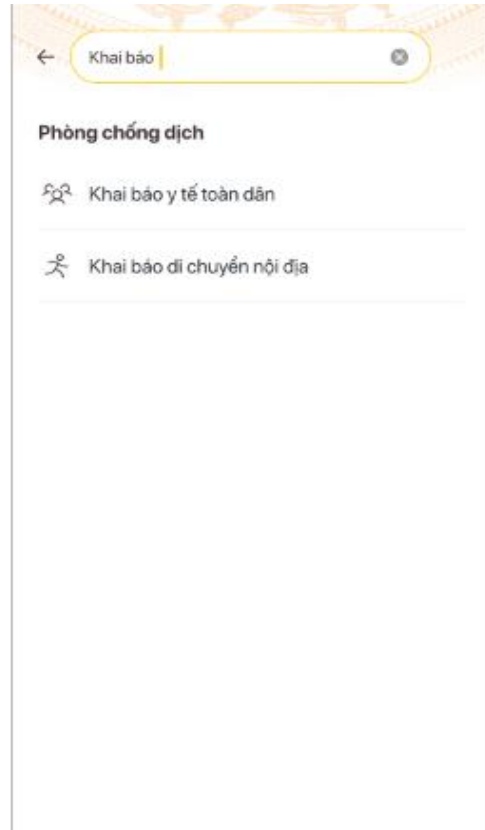 Khai báo
Phòng chống dịch
Khai báo y tế toàn dân
Khai báo di chuyển nội địa